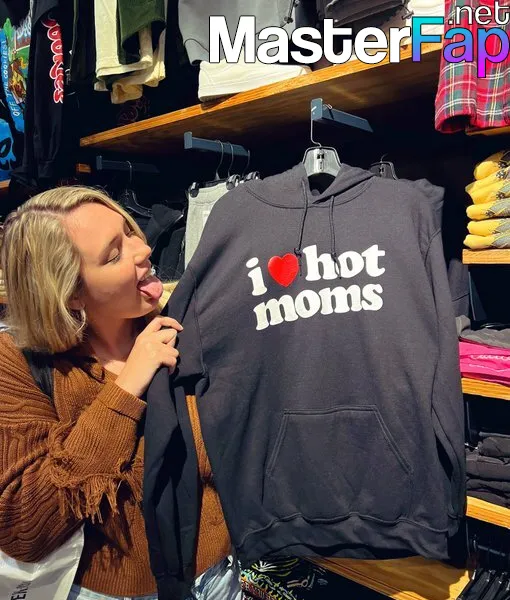 MasterFap
.net
i ❤️ hot
moms